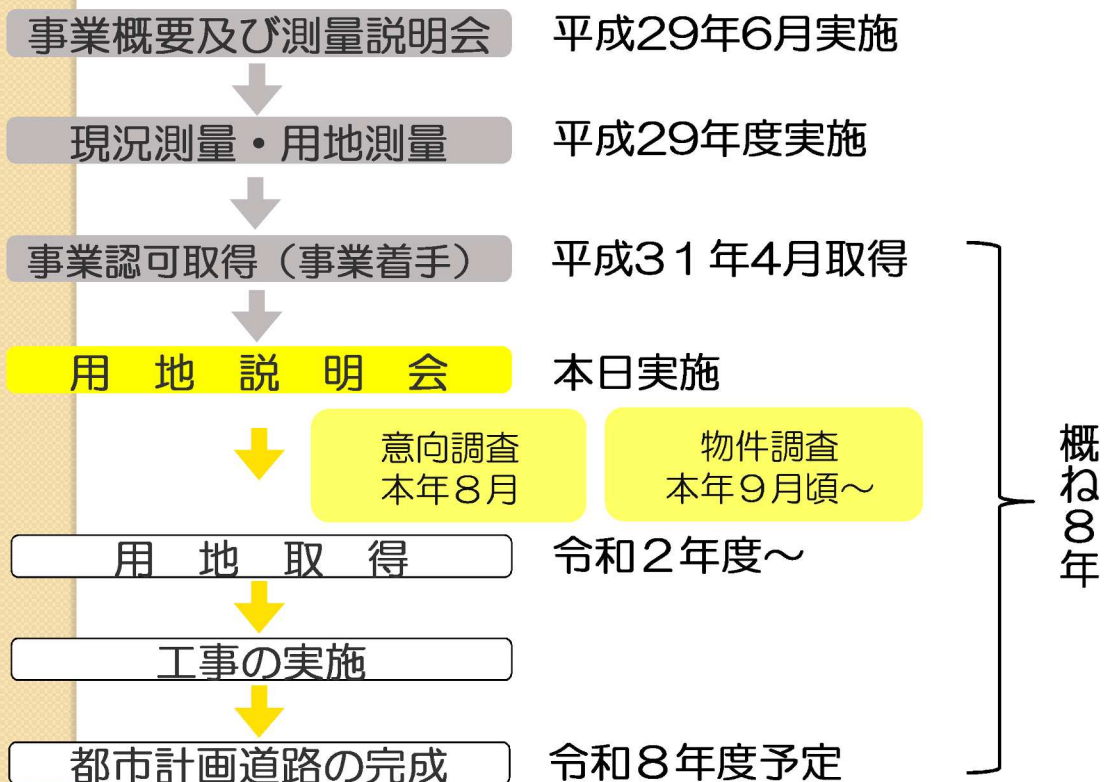 事業概要及び測量説明会 平成29年6月実施
現況測量・用地測量 平成29年度実施
事業認可取得（事業着手） 平成31年4月取得
用 地 説 明 会 本日実施
意向調査
本年8月
物件調査
本年9月頃～
概ね8年
用 地 取 得 令和2年度～
工事の実施
都市計画道路の完成 令和8年度予定